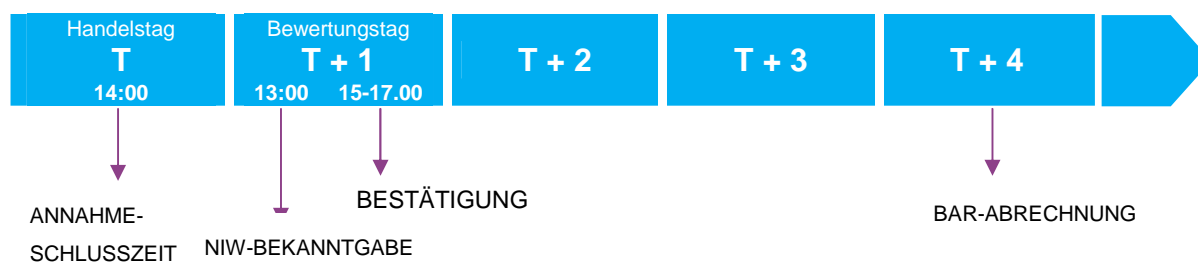 Handelstag
T
14:00
Bewertungstag
T + 1
13:00 15-17.00
T + 2
T + 3
T + 4
ANNAHME-
SCHLUSSZEIT
NIW-BEKANNTGABE
BESTÄTIGUNG
BAR-ABRECHNUNG